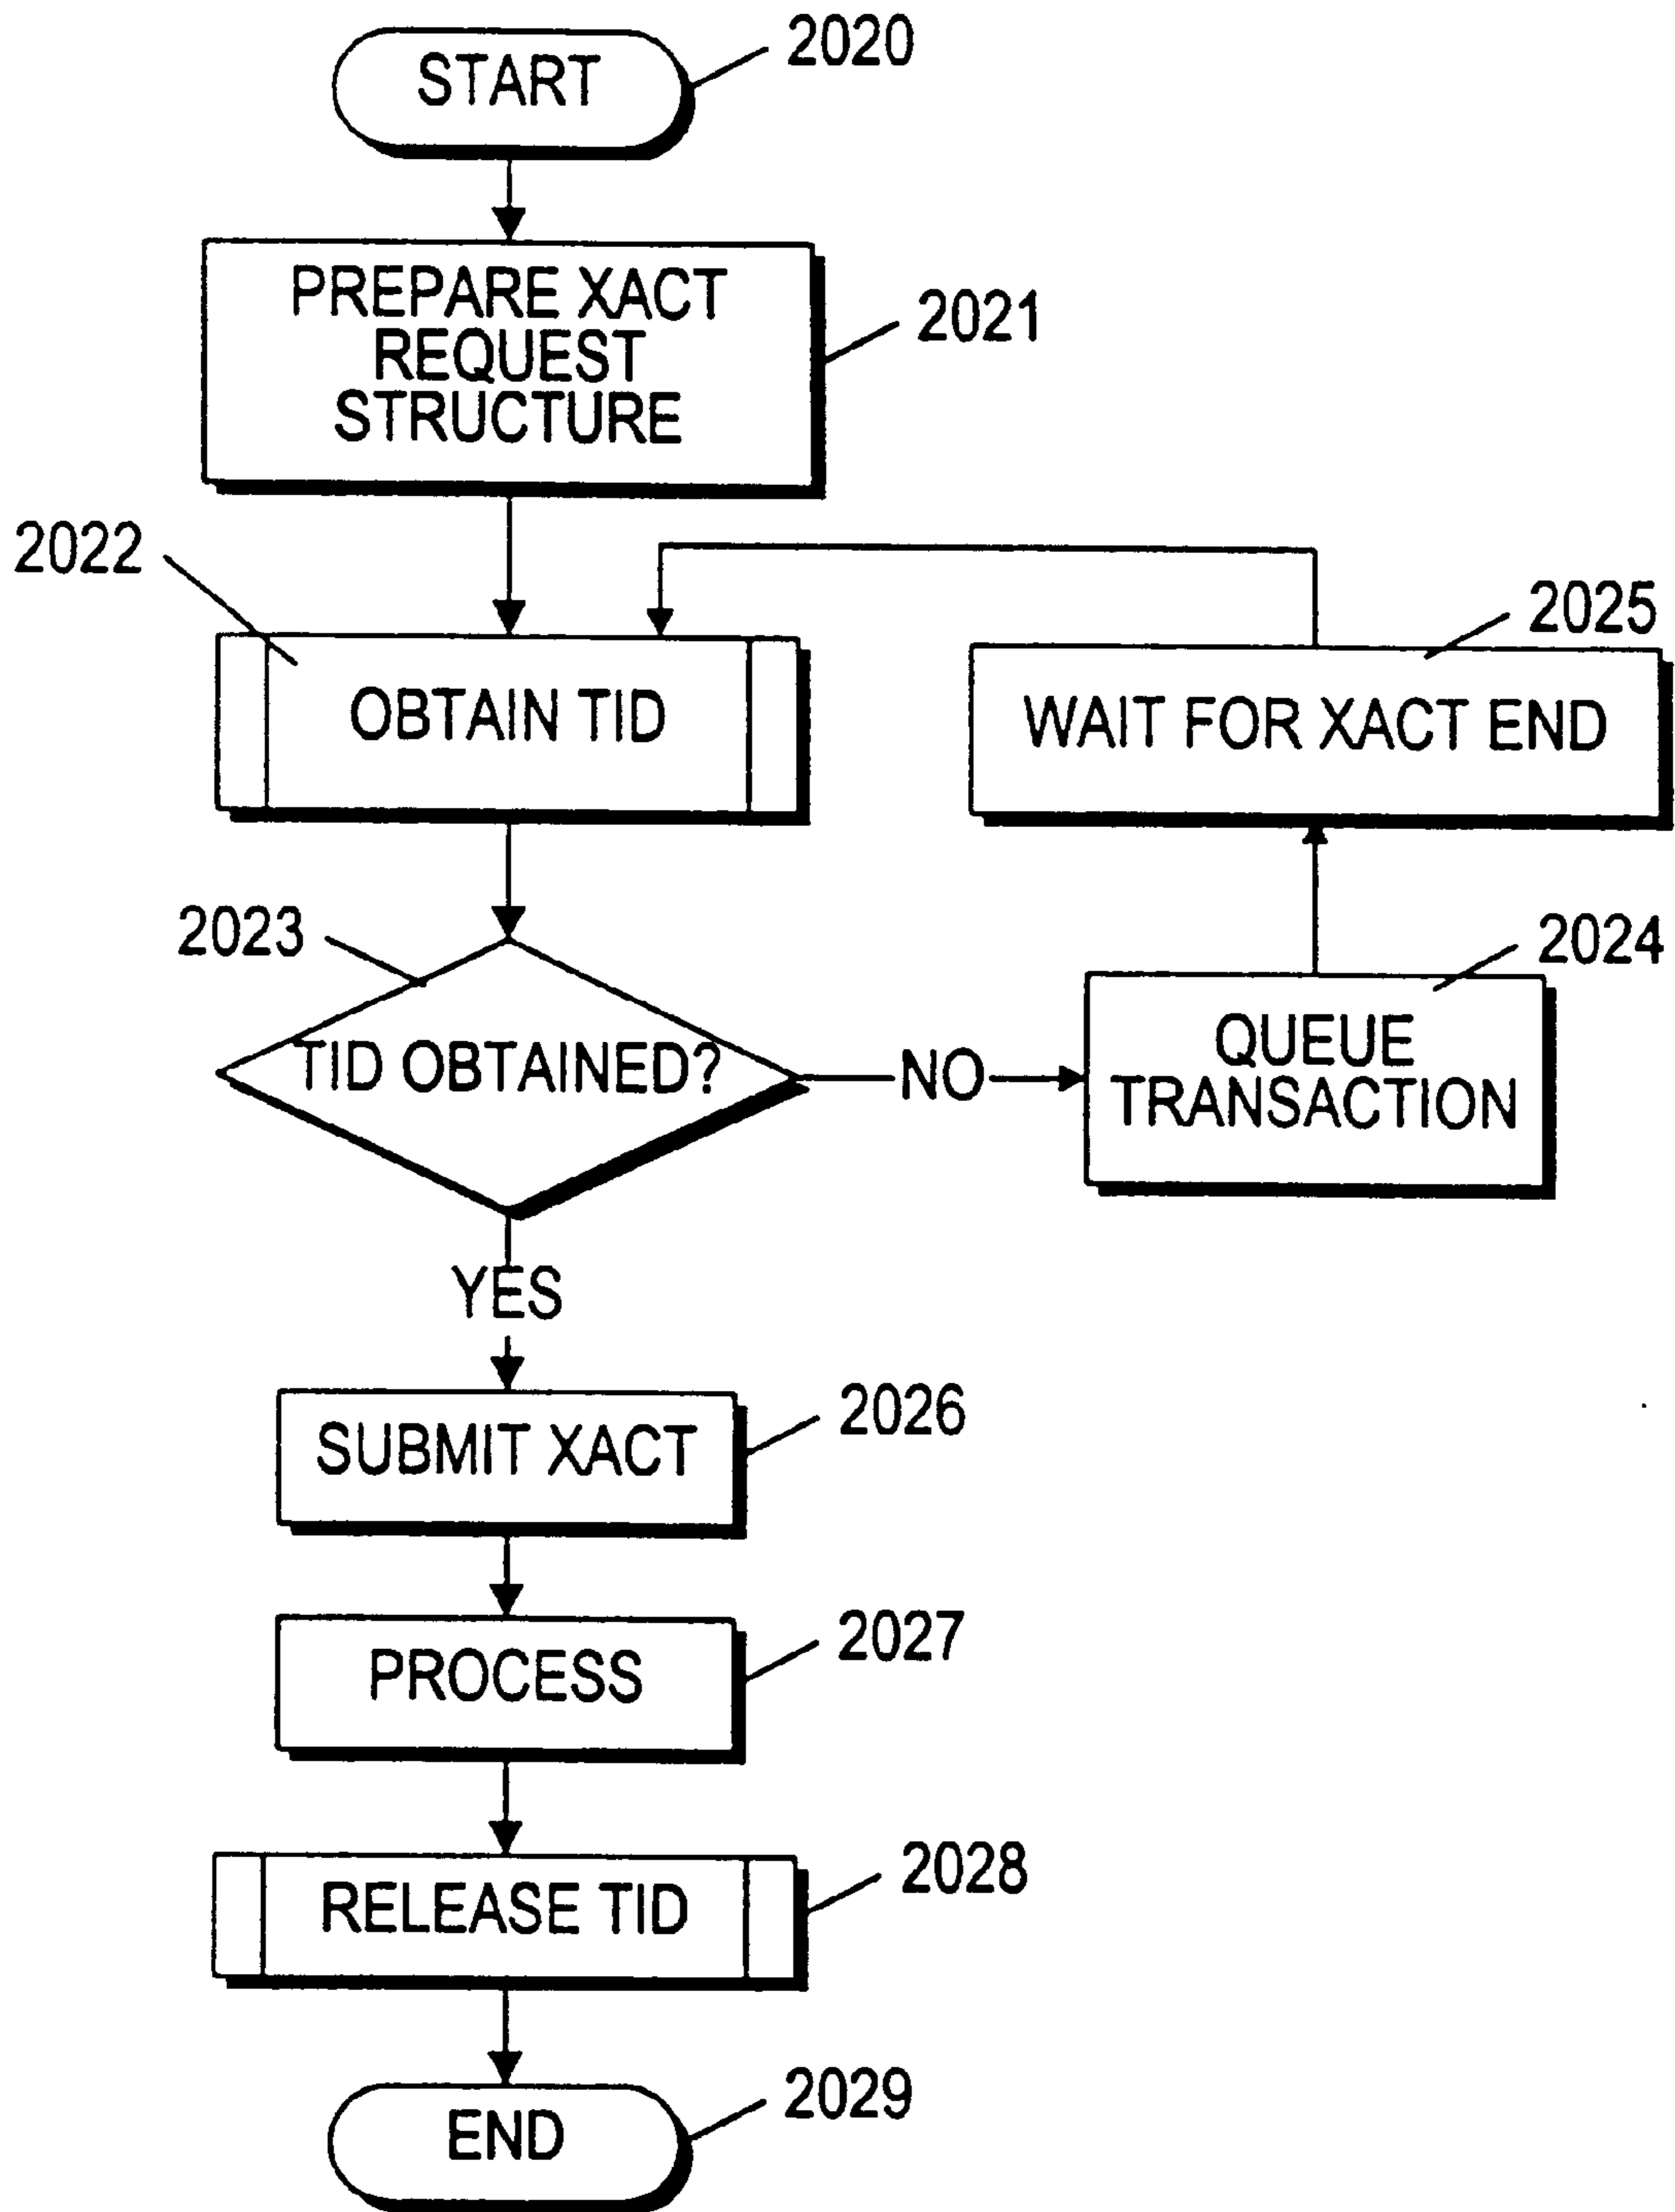 START
2020
PREPARE XACT
REQUEST
STRUCTURE
2021
2022
OBTAIN TID
2025
WAIT FOR XACT END
2023
TID OBTAINED?
NO
2024
QUEUE
TRANSACTION
YES
SUBMIT XACT
2026
PROCESS
2027
RELEASE TID
2028
END
2029